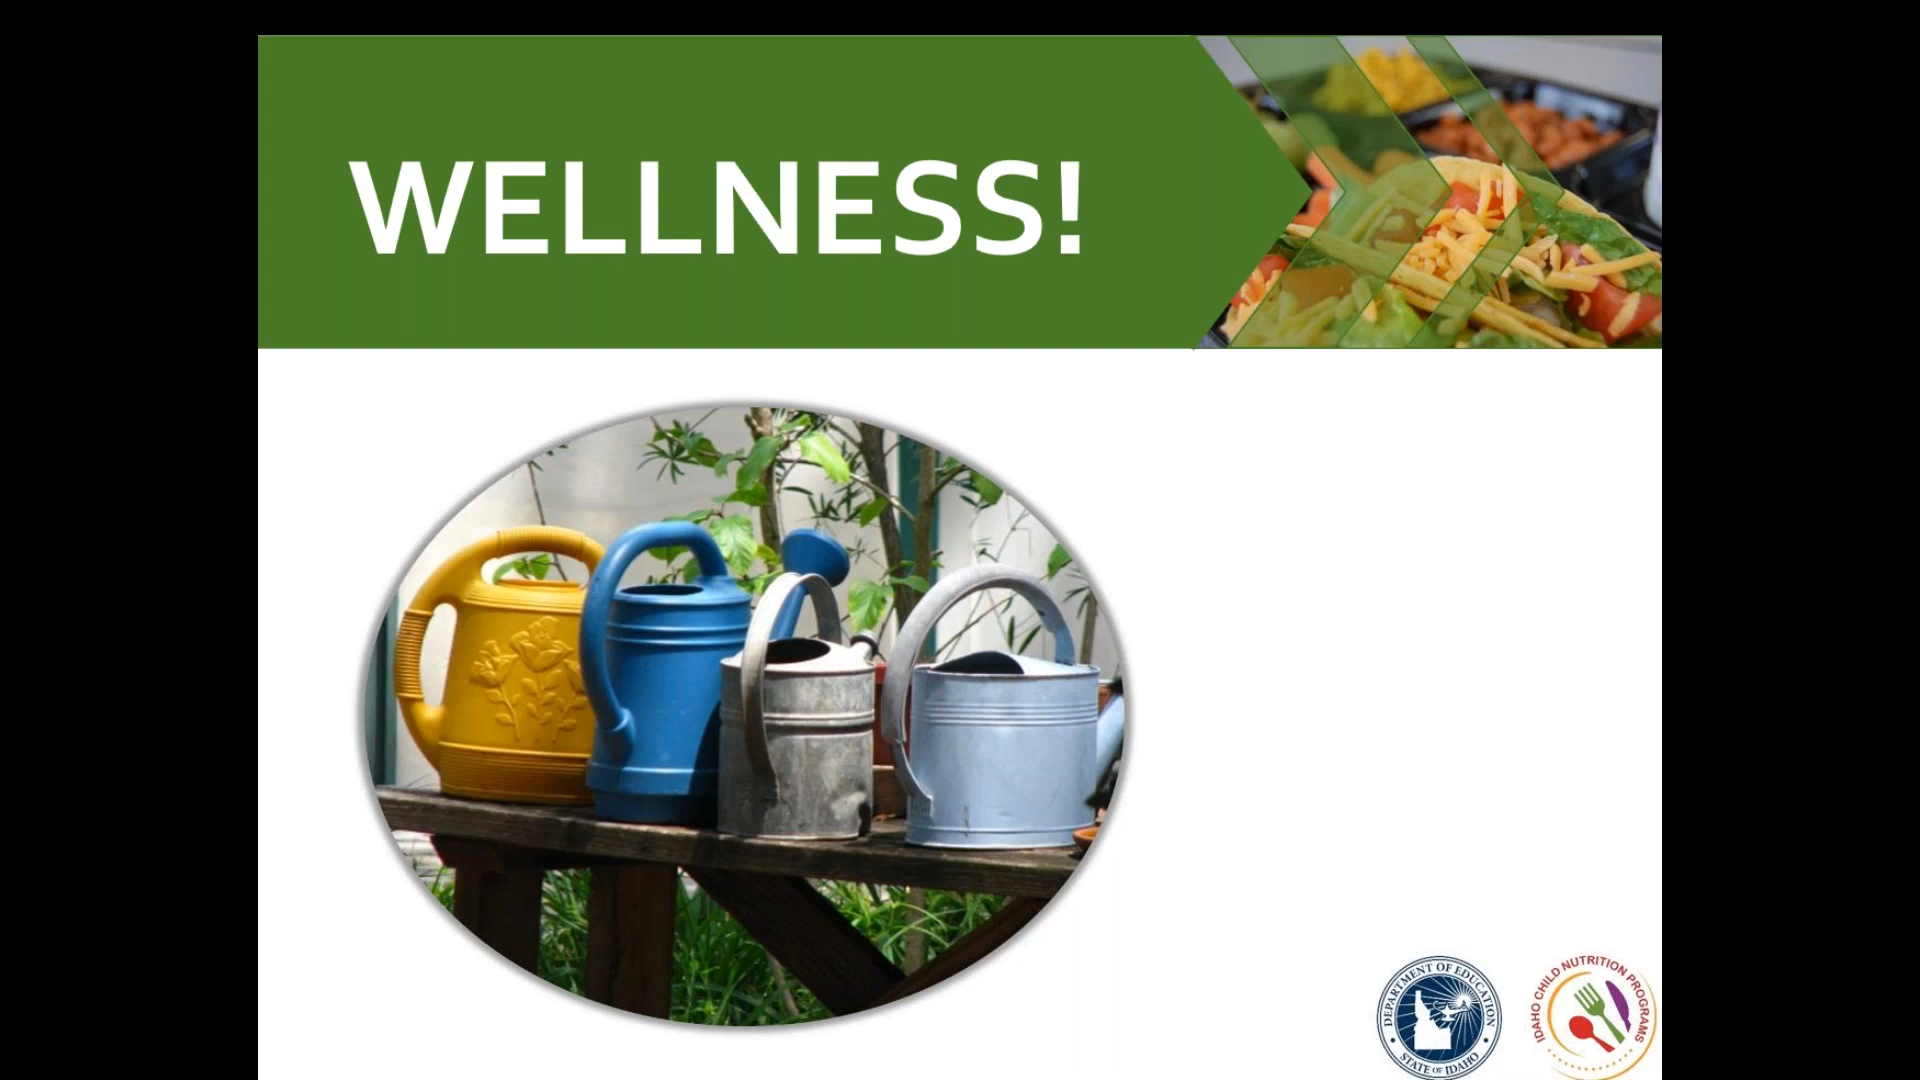 WELLNESS!
DEPARTMENT OF EDUCATION
STATE OF IDAHO
IDAHO CHILD NUTRITION PROGRAMS